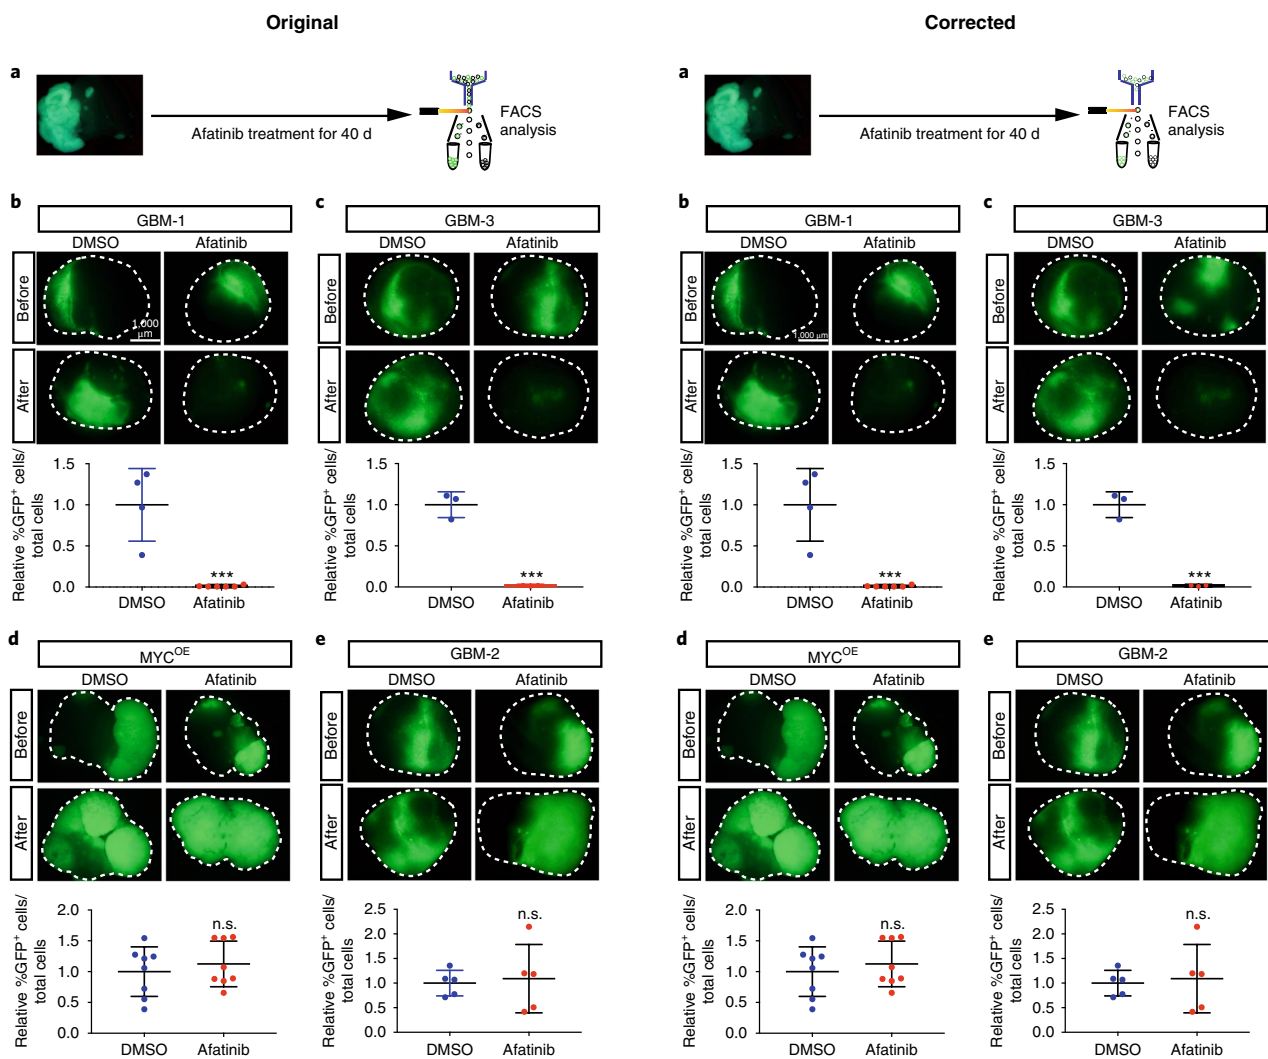 Original
Corrected
a
Afatinib treatment for 40 d
FACS
analysis
a
Afatinib treatment for 40 d
FACS
analysis
b
GBM-1
DMSO
Afatinib
Before
1,000
µm
After
Relative %GFP+ cells/
total cells
1.5
1.0
0.5
0.0
***
DMSO
Afatinib
c
GBM-3
DMSO
Afatinib
Before
After
Relative %GFP+ cells/
total cells
1.5
1.0
0.5
0.0
***
DMSO
Afatinib
b
GBM-1
DMSO
Afatinib
Before
1,000 µm
After
Relative %GFP+ cells/
total cells
1.5
1.0
0.5
0.0
***
DMSO
Afatinib
c
GBM-3
DMSO
Afatinib
Before
After
Relative %GFP+ cells/
total cells
1.5
1.0
0.5
0.0
***
DMSO
Afatinib
d
MYCOE
DMSO
Afatinib
Before
After
Relative %GFP+ cells/
total cells
2.0
1.5
1.0
0.5
0.0
n.s.
DMSO
Afatinib
e
GBM-2
DMSO
Afatinib
Before
After
Relative %GFP+ cells/
total cells
2.5
2.0
1.5
1.0
0.5
0.0
n.s.
DMSO
Afatinib
d
MYCOE
DMSO
Afatinib
Before
After
Relative %GFP+ cells/
total cells
2.0
1.5
1.0
0.5
0.0
n.s.
DMSO
Afatinib
e
GBM-2
DMSO
Afatinib
Before
After
Relative %GFP+ cells/
total cells
2.5
2.0
1.5
1.0
0.5
0.0
n.s.
DMSO
Afatinib